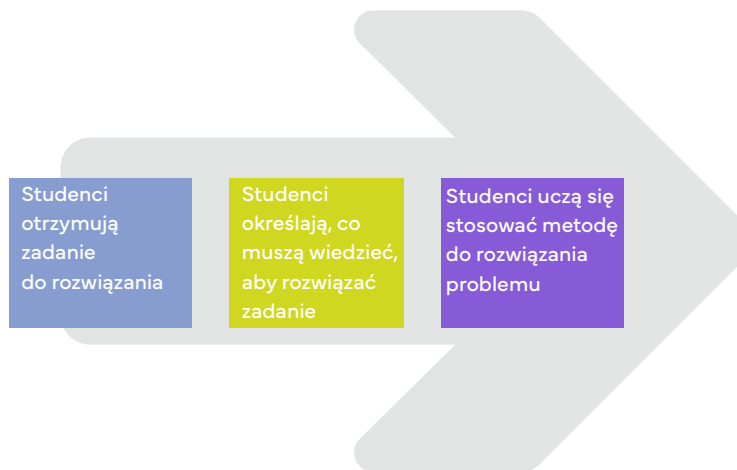 Studenci
otrzymują
zadanie
do rozwiązania
Studenci
określają, co
muszą wiedzieć,
aby rozwiązać
zadanie
Studenci uczą się
stosować metodę
do rozwiązania
problemu